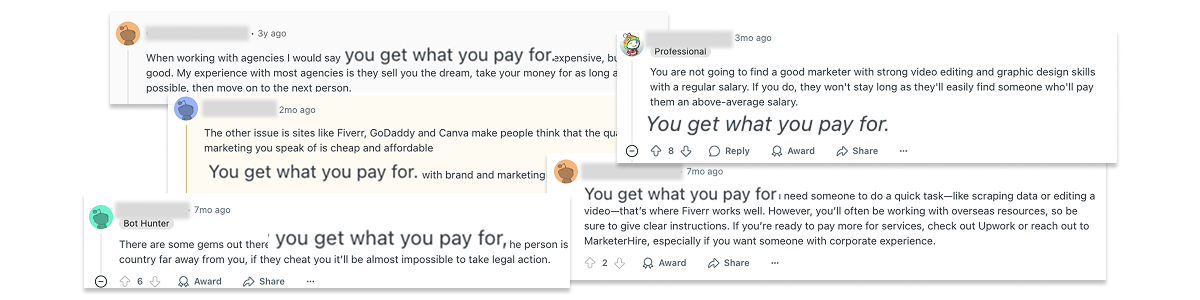 3y ago
When working with agencies I would say you get what you pay for. expensive, bu
good. My experience with most agencies is they sell you the dream, take your money for as long a
possible, then move on to the next person.
2mo ago
The other issue is sites like Fiverr, GoDaddy and Canva make people think that the qua
marketing you speak of is cheap and affordable
You get what you pay for. with brand and marketing
3mo ago
Professional
You are not going to find a good marketer with strong video editing and graphic design skills
with a regular salary. If you do, they won't stay long as they'll easily find someone who'll pay
them an above-average salary.
You get what you pay for.
8 Reply Award Share ...
7mo ago
You get what you pay for need someone to do a quick task—like scraping data or editing a
video—that's where Fiverr works well. However, you'll often be working with overseas resources, so be
sure to give clear instructions. If you're ready to pay more for services, check out Upwork or reach out to
MarketerHire, especially if you want someone with corporate experience.
2 Award Share ...
7mo ago
Bot Hunter
There are some gems out there you get what you pay for, he person is
country far away from you, if they cheat you it'll be almost impossible to take legal action.
6 Award Share ...